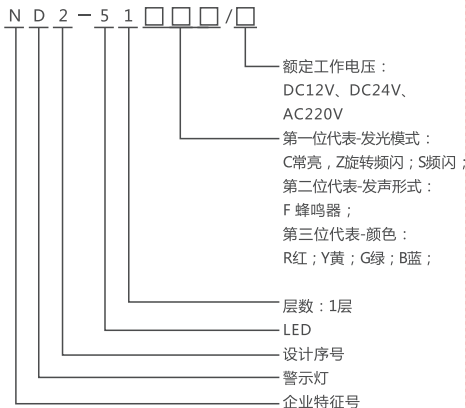 ND2-51□□□/□
额定工作电压：
DC12V、DC24V、
AC220V
第一位代表-发光模式：
C常亮，Z旋转频闪；S频闪；
第二位代表-发声形式：
F 蜂鸣器；
第三位代表-颜色：
R红；Y黄；G绿；B蓝；
层数：1层
LED
设计序号
警示灯
企业特征号